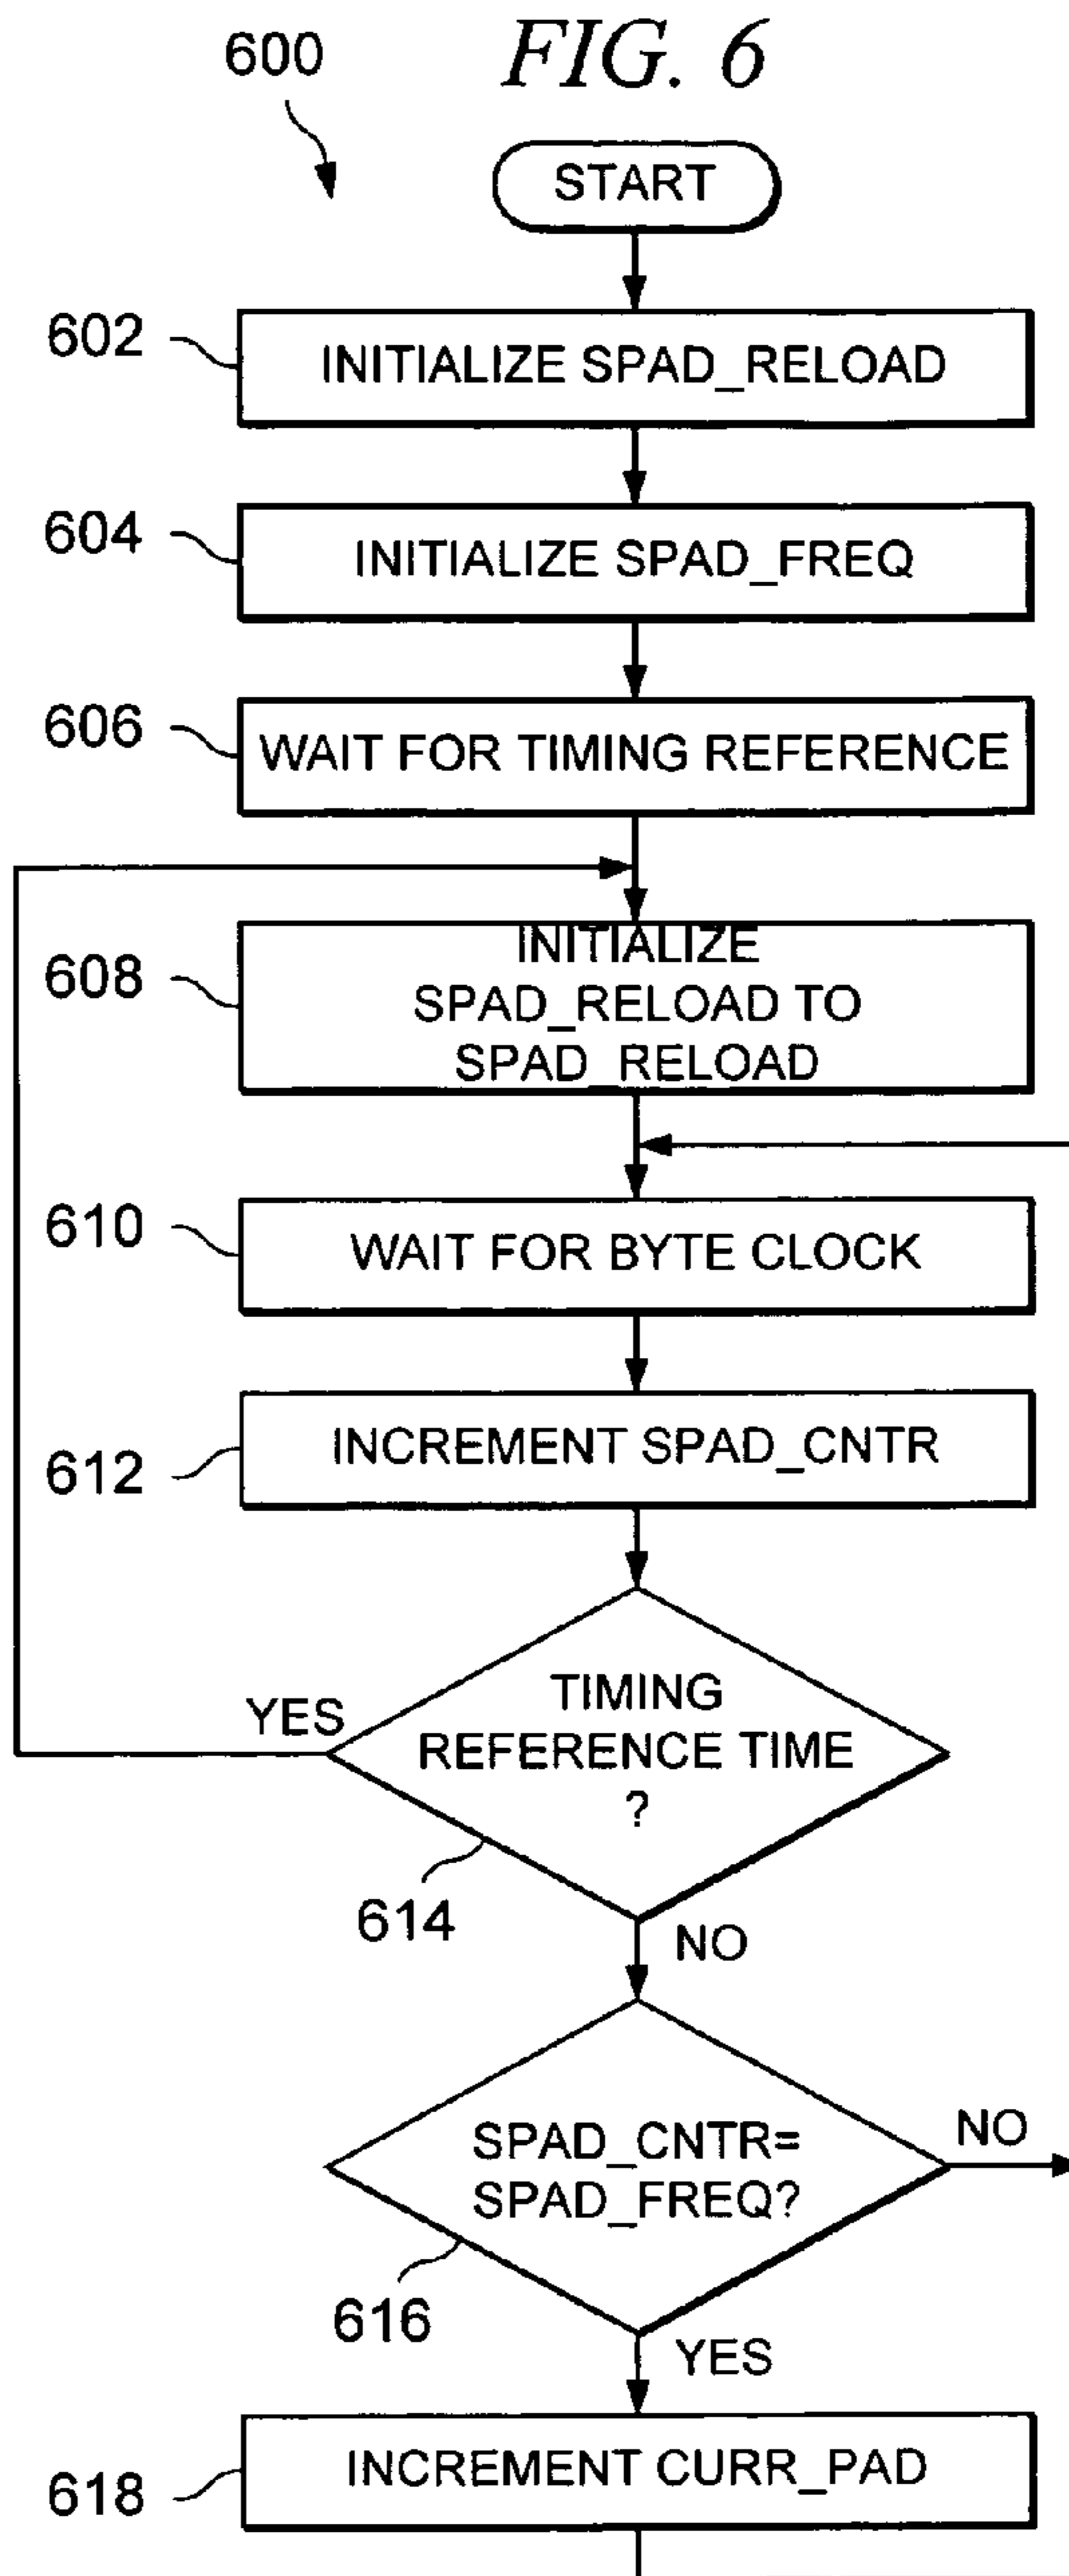 600
FIG. 6
START
602
INITIALIZE SPAD_RELOAD
604
INITIALIZE SPAD_FREQ
606
WAIT FOR TIMING REFERENCE
608
INITIALIZE
SPAD_RELOAD TO
SPAD_RELOAD
610
WAIT FOR BYTE CLOCK
612
INCREMENT SPAD_CNTR
TIMING
REFERENCE TIME
?
YES
614
NO
SPAD_CNTR=
SPAD_FREQ?
NO
616
YES
618
INCREMENT CURR_PAD